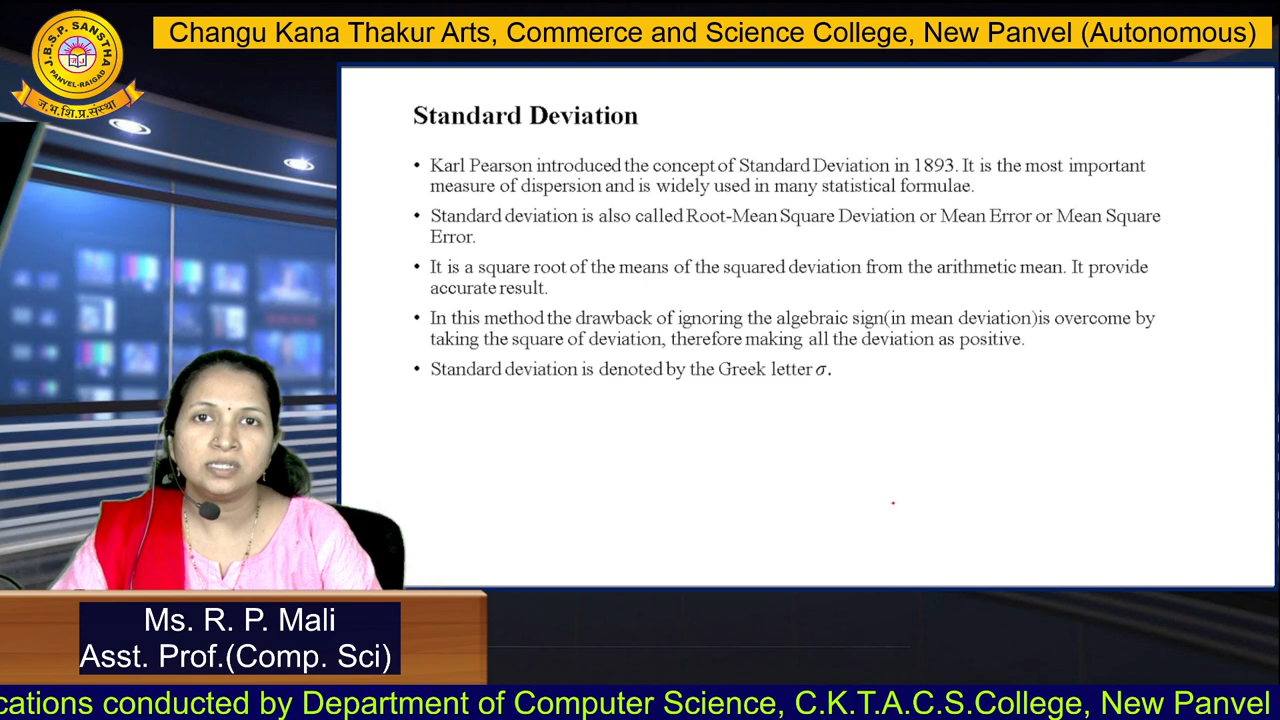 Changu Kana Thakur Arts, Commerce and Science College, New Panvel (Autonomous)
J.B.S.P. SANSTHA
PANVEL-RAIGAD
ज.भ.शि.प्र.संस्था
Standard Deviation
• Karl Pearson introduced the concept of Standard Deviation in 1893. It is the most important
measure of dispersion and is widely used in many statistical formulae.
• Standard deviation is also called Root-Mean Square Deviation or Mean Error or Mean Square
Error.
• It is a square root of the means of the squared deviation from the arithmetic mean. It provide
accurate result.
• In this method the drawback of ignoring the algebraic sign(in mean deviation)is overcome by
taking the square of deviation, therefore making all the deviation as positive.
• Standard deviation is denoted by the Greek letter σ.
Ms. R. P. Mali
Asst. Prof.(Comp. Sci)
cations conducted by Department of Computer Science, C.K.T.A.C.S.College, New Panvel